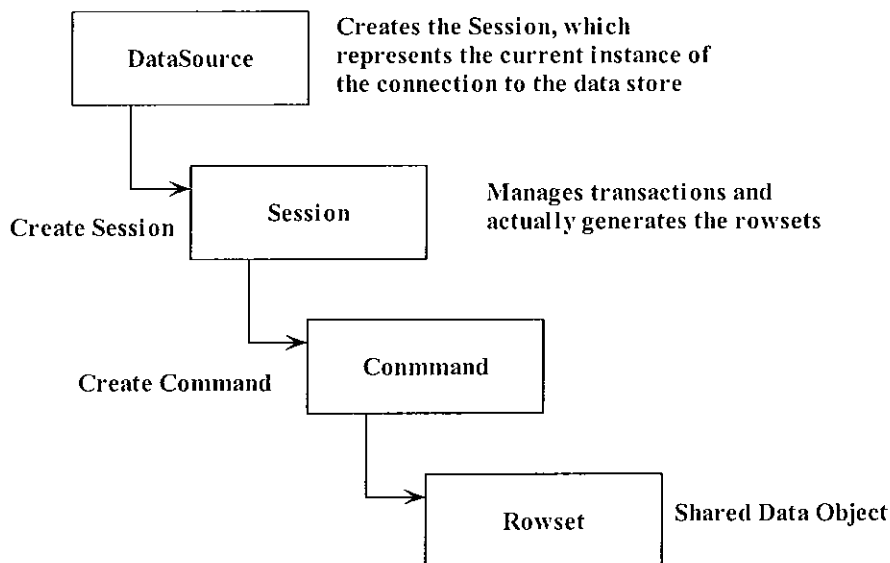 DataSource
Creates the Session, which
represents the current instance of
the connection to the data store
Create Session
Session
Manages transactions and
actually generates the rowsets
Create Command
Conmmand
Rowset
Shared Data Object